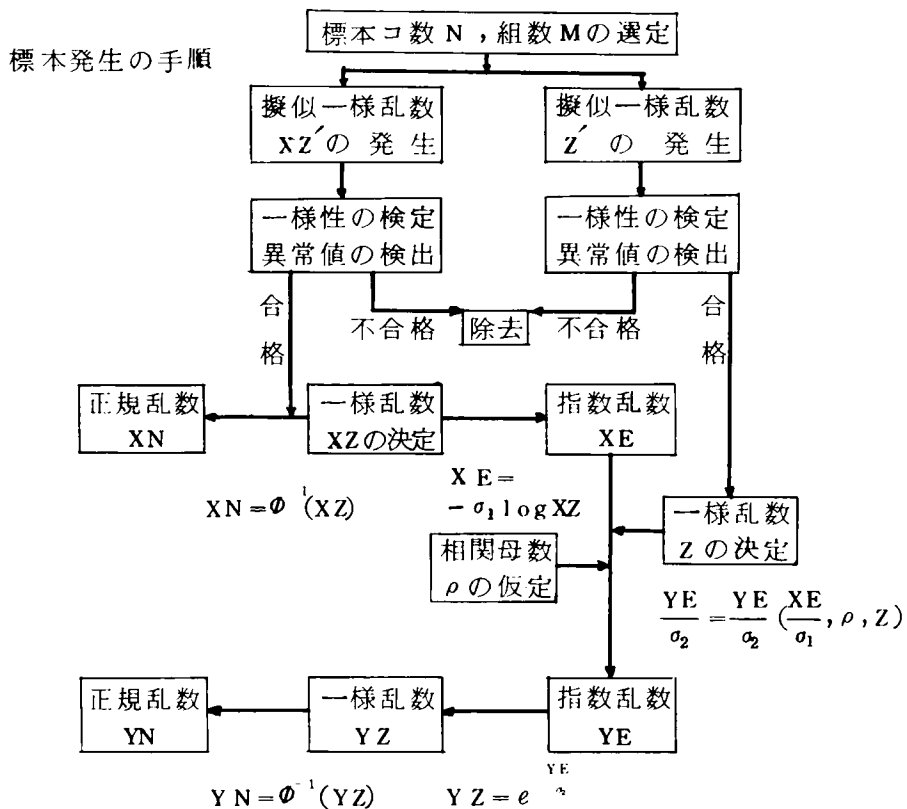 標本コ数N，組数Mの選定
標本発生の手順
擬似一様乱数
XZ′の発生
擬似一様乱数
Z′の発生
一様性の検定
異常値の検出
一様性の検定
異常値の検出
合格
不合格
除去
不合格
合格
正規乱数
XN
一様乱数
XZの決定
指数乱数
XE
XN=Φ⁻¹(XZ)
XE=
−σ₁logXZ
一様乱数
Zの決定
相関母数
ρの仮定
YE/σ₂=YE/σ₂(XE/σ₁,ρ,Z)
正規乱数
YN
一様乱数
YZ
指数乱数
YE
YN=Φ⁻¹(YZ)
YZ=e
YE